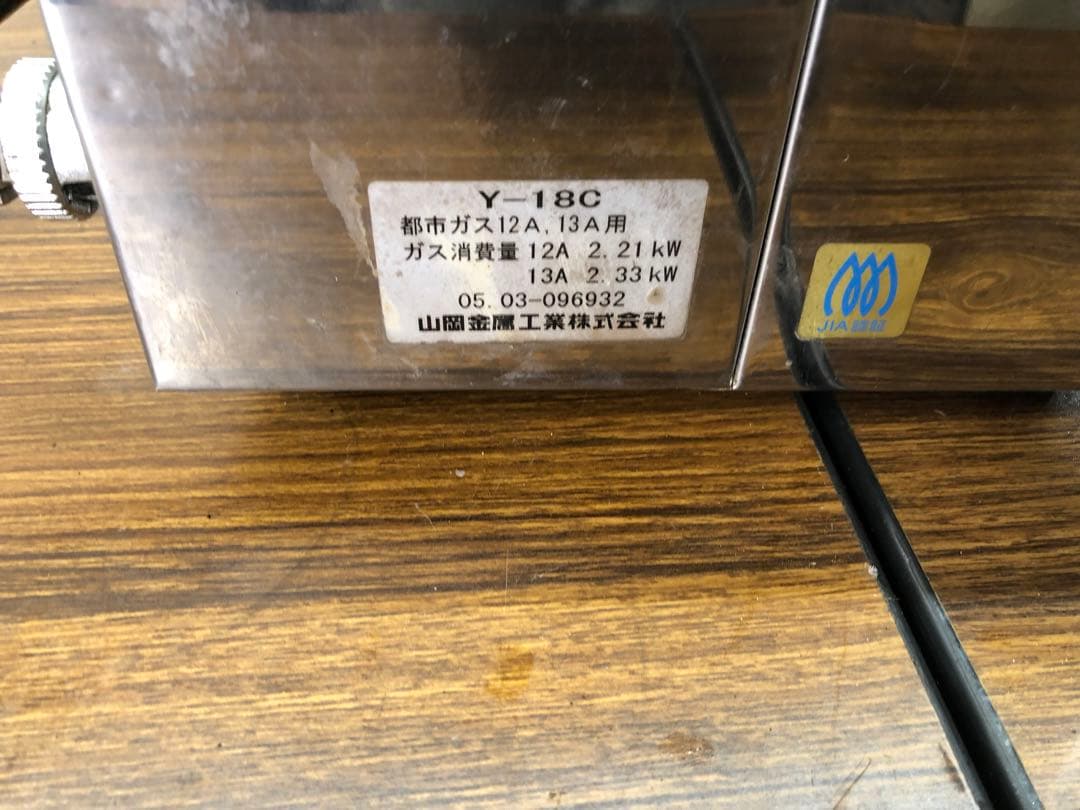 Y-18C
都市ガス12A,13A用
ガス消費量 12A 2.21kW
13A 2.33kW
05.03-096932
山岡金属工業株式会社
JIA認証